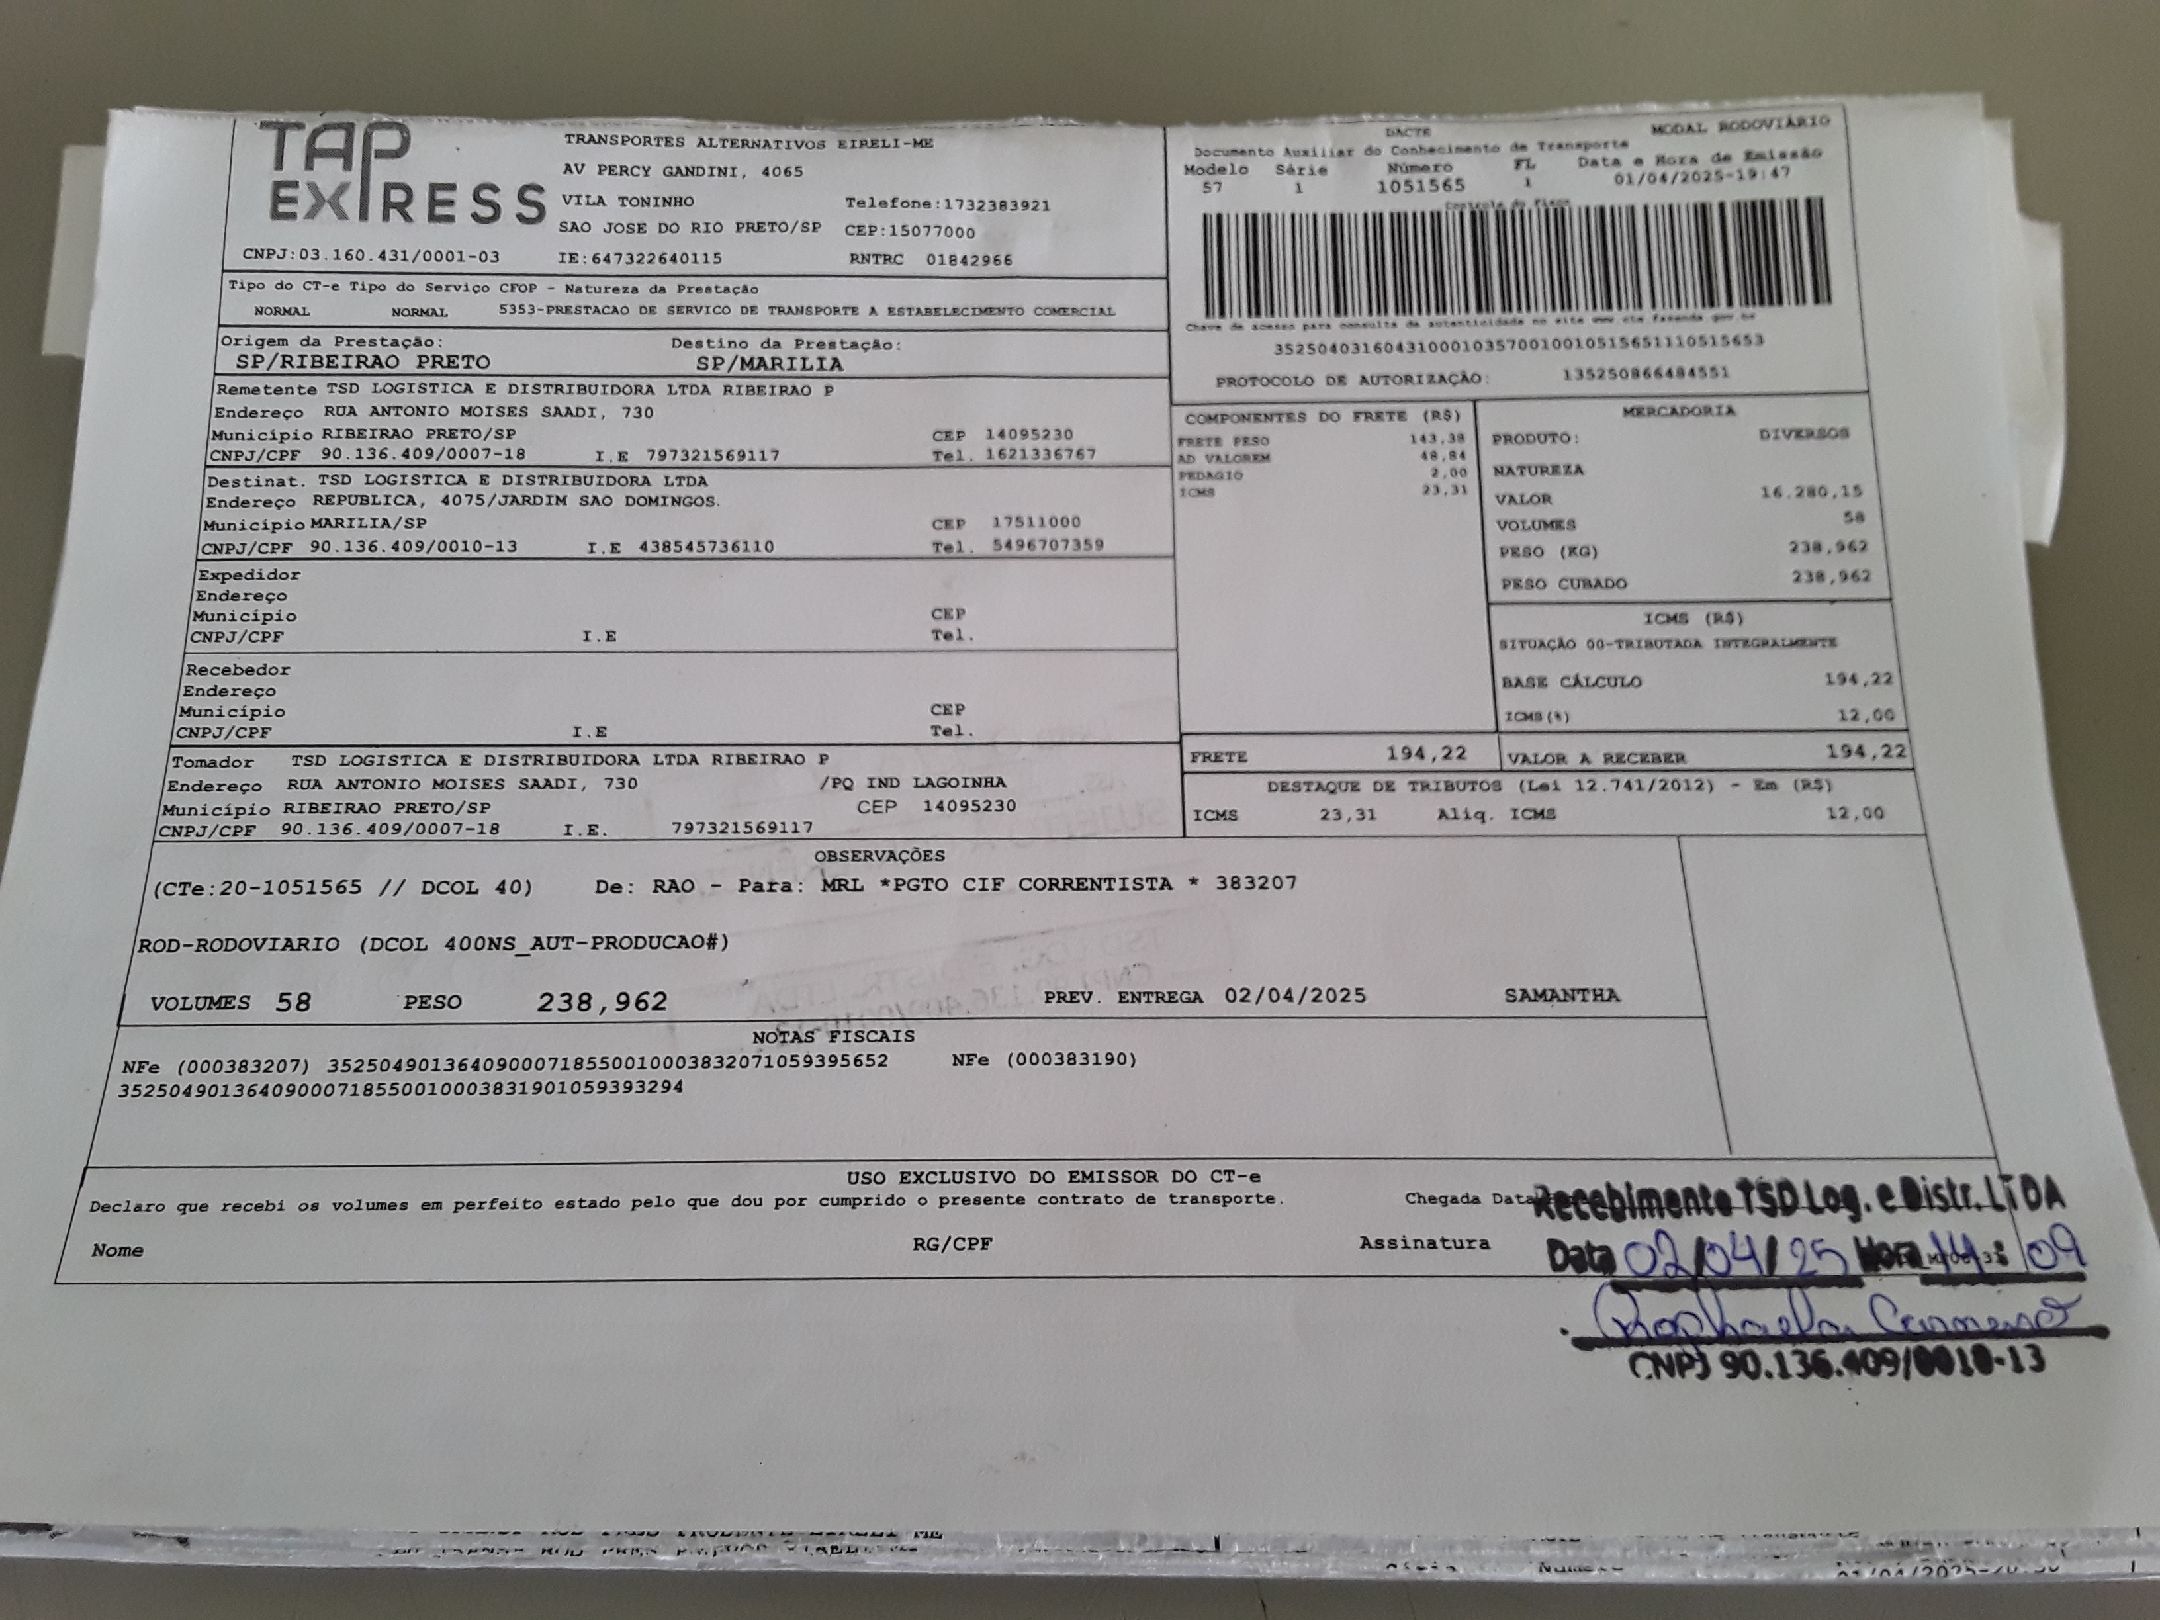 TAP
EXPRESS
TRANSPORTES ALTERNATIVOS EIRELI-ME
AV PERCY GANDINI, 4065
VILA TONINHO Telefone:1732383921
SAO JOSE DO RIO PRETO/SP CEP:15077000
CNPJ:03.160.431/0001-03 IE:647322640115 RNTRC 01842966
DACTE MODAL RODOVIÁRIO
Documento Auxiliar do Conhecimento de Transporte
Modelo Série Número FL Data e Hora de Emissão
57 1 1051565 1 01/04/2025-19:47
Controle do Fisco
Chave de acesso para consulta de autenticidade no site www.cte.fazenda.gov.br
35250403160431000103570010010515651110515653
PROTOCOLO DE AUTORIZAÇÃO: 135250866484551
Tipo do CT-e Tipo do Serviço CFOP - Natureza da Prestação
NORMAL NORMAL 5353-PRESTACAO DE SERVICO DE TRANSPORTE A ESTABELECIMENTO COMERCIAL
Origem da Prestação: Destino da Prestação:
SP/RIBEIRAO PRETO SP/MARILIA
Remetente TSD LOGISTICA E DISTRIBUIDORA LTDA RIBEIRAO P
Endereço RUA ANTONIO MOISES SAADI, 730
Município RIBEIRAO PRETO/SP CEP 14095230
CNPJ/CPF 90.136.409/0007-18 I.E 797321569117 Tel. 1621336767
Destinat. TSD LOGISTICA E DISTRIBUIDORA LTDA
Endereço REPUBLICA, 4075/JARDIM SAO DOMINGOS.
Município MARILIA/SP CEP 17511000
CNPJ/CPF 90.136.409/0010-13 I.E 438545736110 Tel. 5496707359
Expedidor
Endereço
Município CEP
CNPJ/CPF I.E Tel.
Recebedor
Endereço
Município CEP
CNPJ/CPF I.E Tel.
Tomador TSD LOGISTICA E DISTRIBUIDORA LTDA RIBEIRAO P
Endereço RUA ANTONIO MOISES SAADI, 730 /PQ IND LAGOINHA
Município RIBEIRAO PRETO/SP CEP 14095230
CNPJ/CPF 90.136.409/0007-18 I.E. 797321569117
COMPONENTES DO FRETE (R$)
FRETE PESO 143,38
AD VALOREM 48,84
PEDAGIO 2,00
ICMS 23,31
MERCADORIA
PRODUTO: DIVERSOS
NATUREZA
VALOR 16.280,15
VOLUMES 58
PESO (KG) 238,962
PESO CUBADO 238,962
ICMS (R$)
SITUAÇÃO 00-TRIBUTADA INTEGRALMENTE
BASE CÁLCULO 194,22
ICMS(%) 12,00
FRETE 194,22 VALOR A RECEBER 194,22
DESTAQUE DE TRIBUTOS (Lei 12.741/2012) - Em (R$)
ICMS 23,31 Aliq. ICMS 12,00
OBSERVAÇÕES
(CTe:20-1051565 // DCOL 40) De: RAO - Para: MRL *PGTO CIF CORRENTISTA * 383207
ROD-RODOVIARIO (DCOL 400NS_AUT-PRODUCAO#)
VOLUMES 58 PESO 238,962 PREV. ENTREGA 02/04/2025 SAMANTHA
NOTAS FISCAIS
NFe (000383207) 35250490136409000718550010003832071059395652 NFe (000383190)
35250490136409000718550010003831901059393294
USO EXCLUSIVO DO EMISSOR DO CT-e
Declaro que recebi os volumes em perfeito estado pelo que dou por cumprido o presente contrato de transporte. Chegada Data
Nome RG/CPF Assinatura
Recebimento TSD Log. e Distr. LTDA
Data 02/04/25 Hora : 09
CNPJ 90.136.409/0010-13